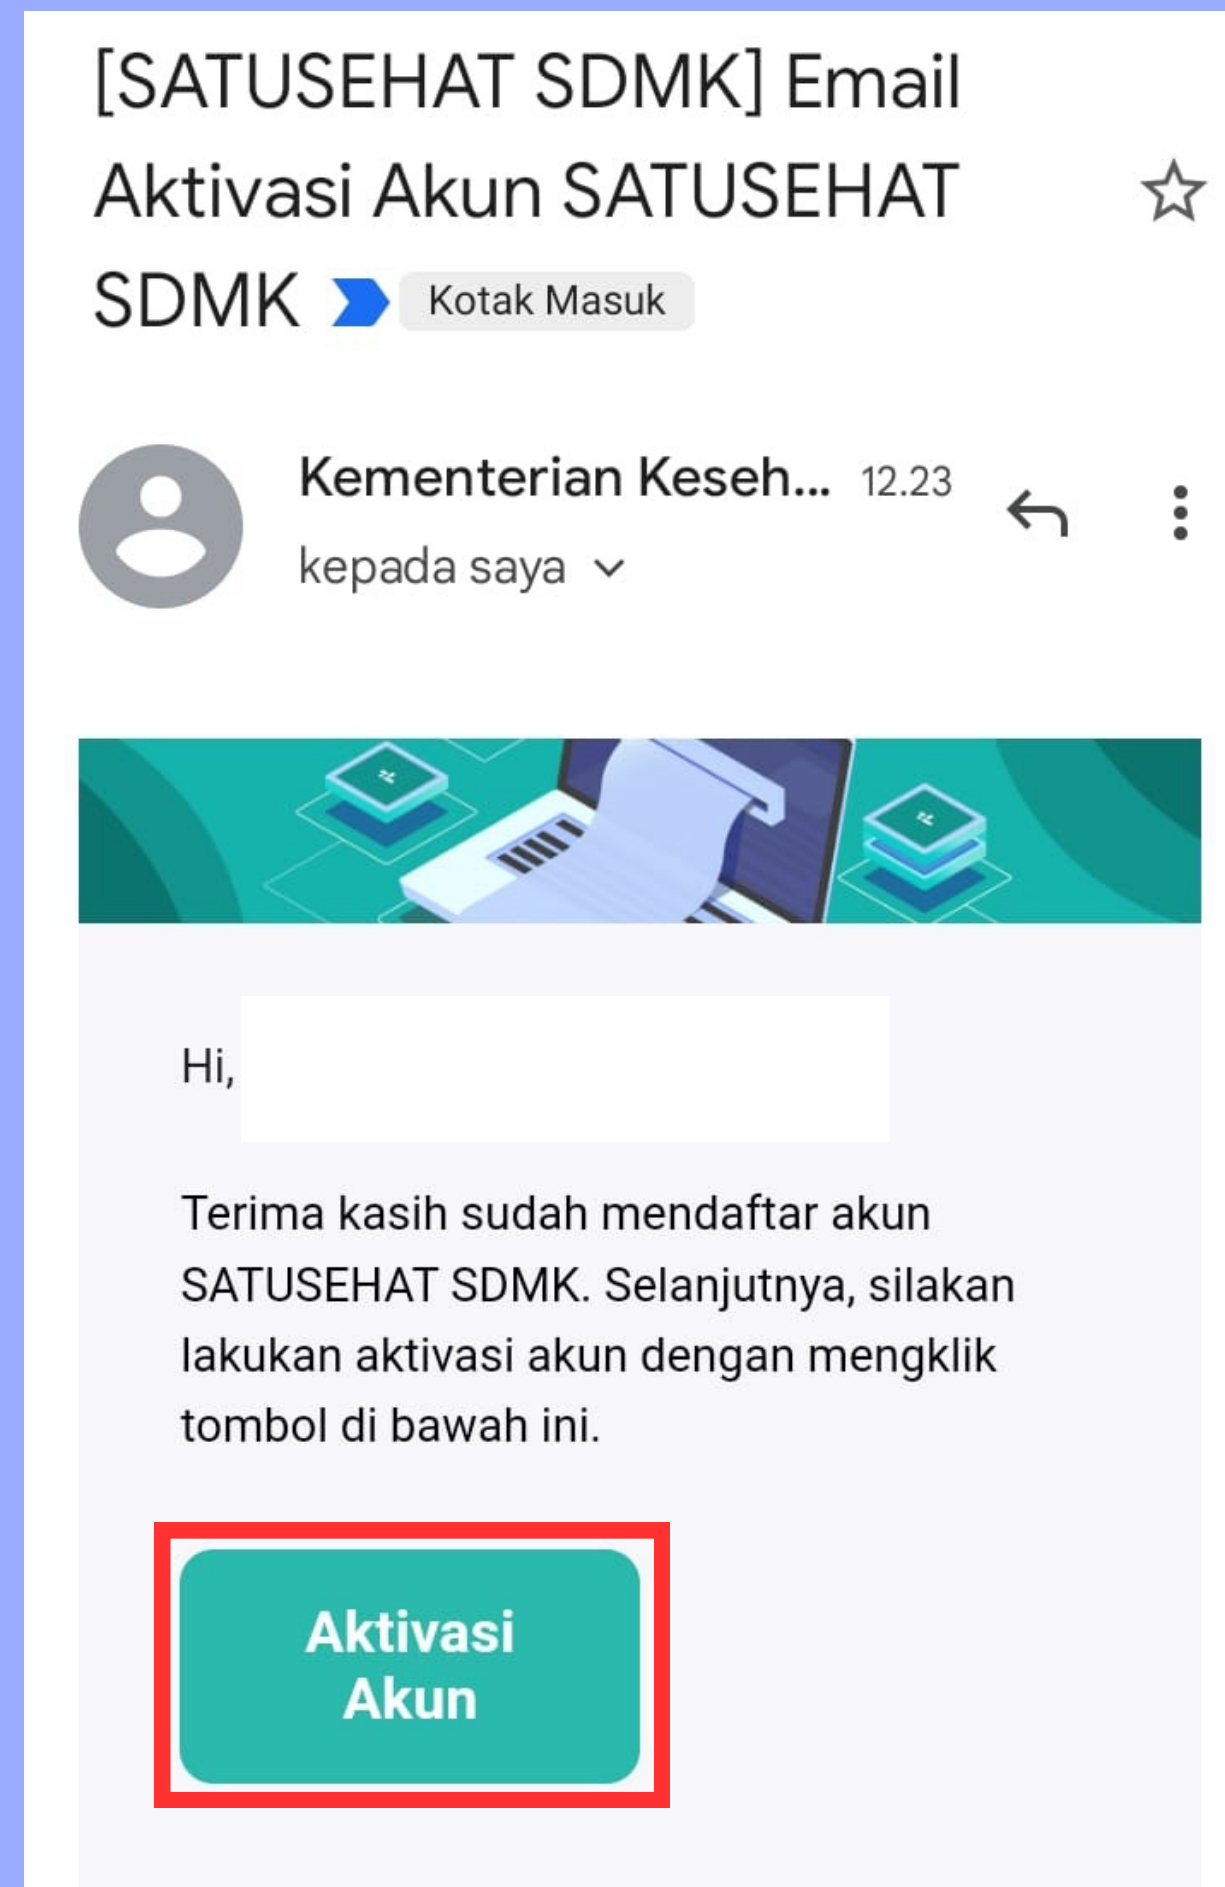 [SATUSEHAT SDMK] Email
Aktivasi Akun SATUSEHAT
SDMK Kotak Masuk
Kementerian Keseh... 12.23
kepada saya
Hi,
Terima kasih sudah mendaftar akun
SATUSEHAT SDMK. Selanjutnya, silakan
lakukan aktivasi akun dengan mengklik
tombol di bawah ini.
Aktivasi
Akun